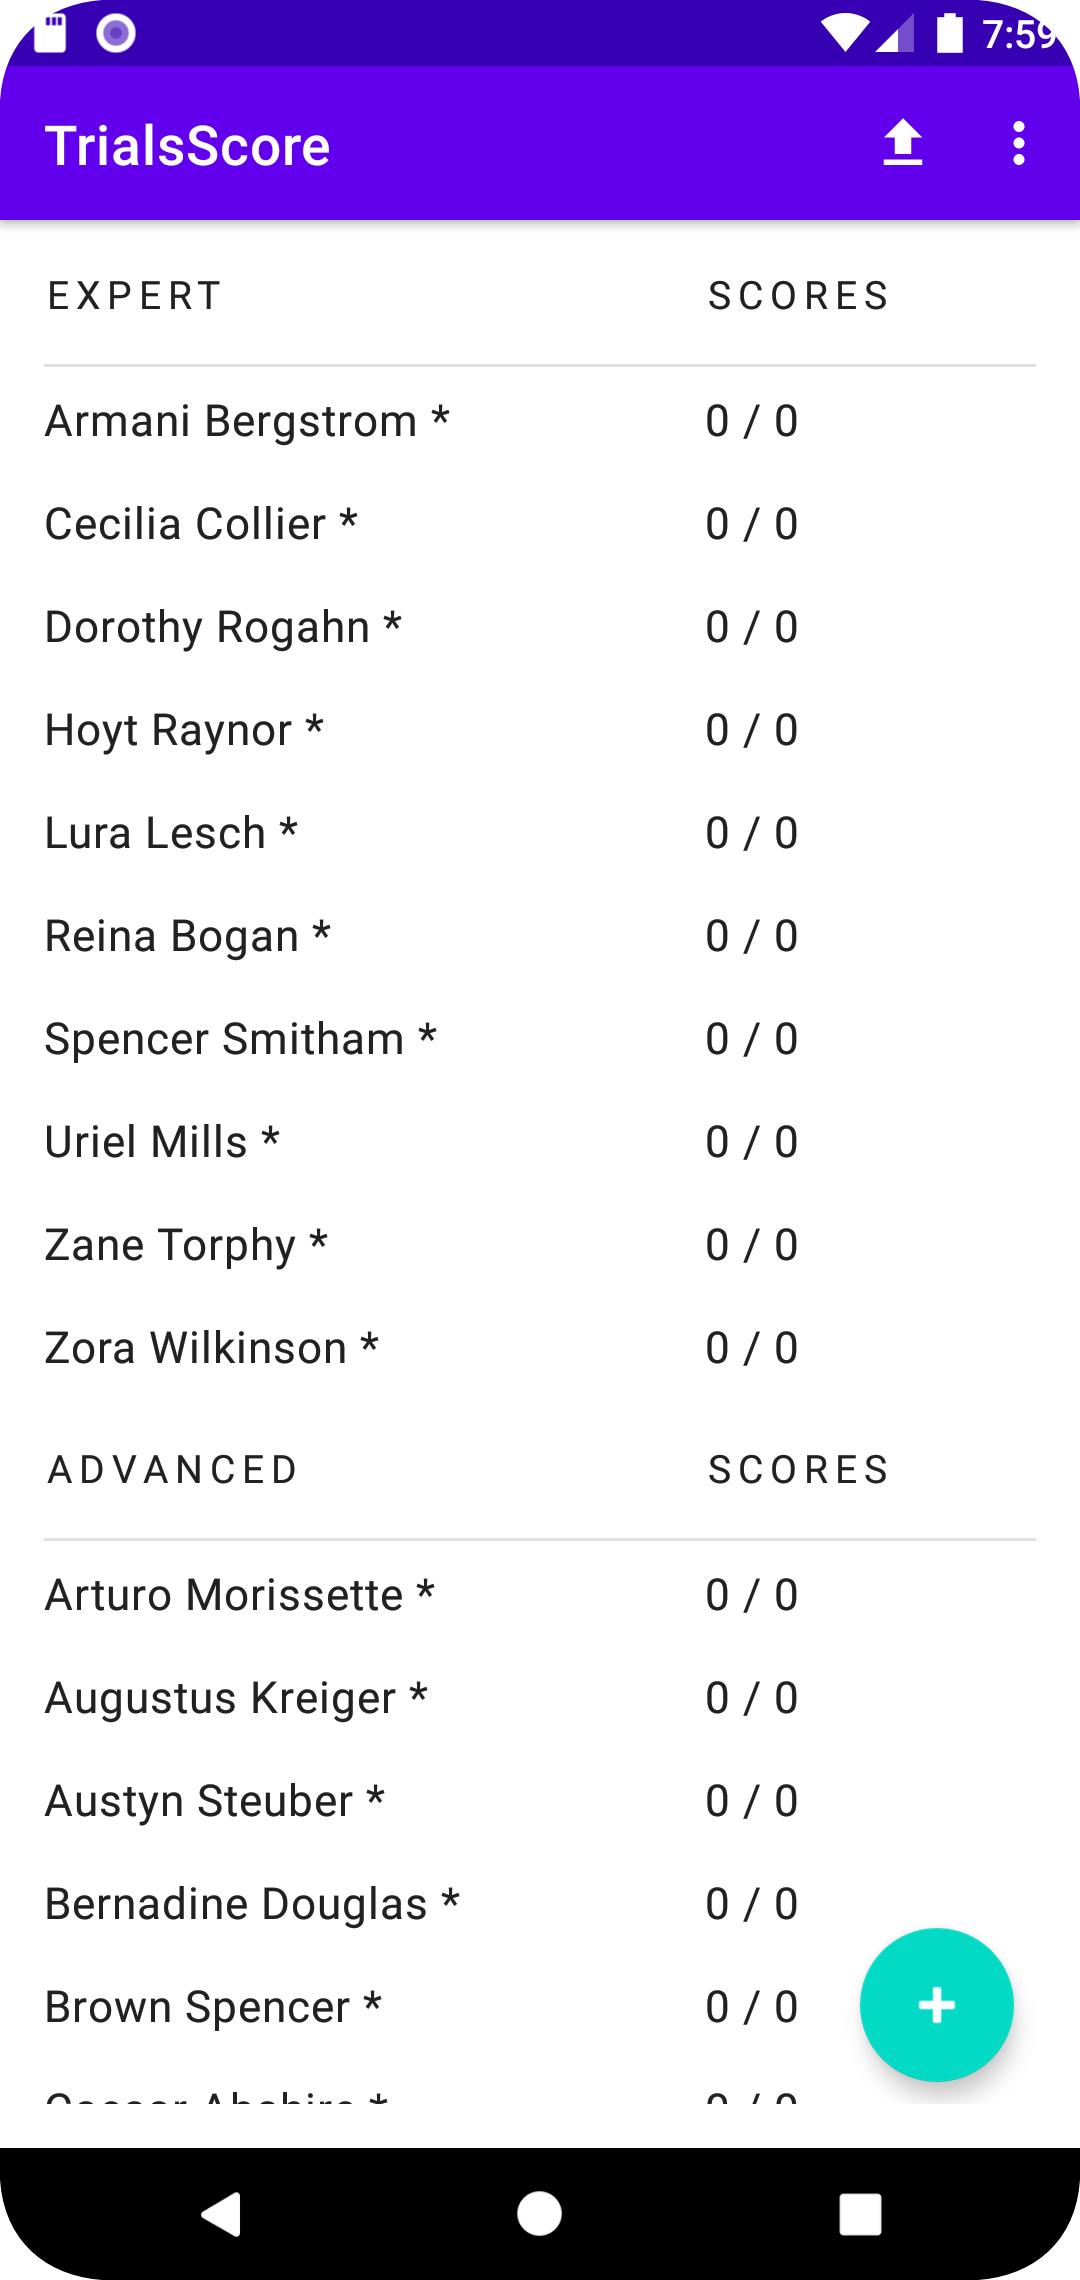 7:59
TrialsScore
EXPERT SCORES
Armani Bergstrom * 0 / 0
Cecilia Collier * 0 / 0
Dorothy Rogahn * 0 / 0
Hoyt Raynor * 0 / 0
Lura Lesch * 0 / 0
Reina Bogan * 0 / 0
Spencer Smitham * 0 / 0
Uriel Mills * 0 / 0
Zane Torphy * 0 / 0
Zora Wilkinson * 0 / 0
ADVANCED SCORES
Arturo Morissette * 0 / 0
Augustus Kreiger * 0 / 0
Austyn Steuber * 0 / 0
Bernadine Douglas * 0 / 0
Brown Spencer * 0 / 0